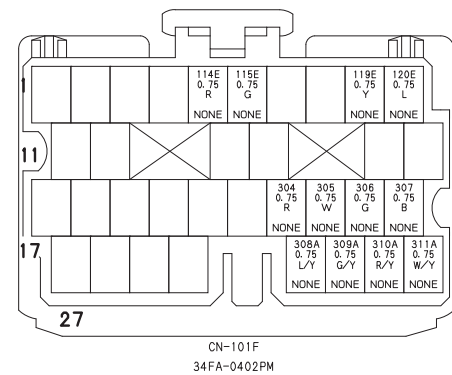 1
114E 115E 119E 120E
0.75 0.75 0.75 0.75
R G Y L
NONE NONE NONE NONE
11
304 305 306 307
0.75 0.75 0.75 0.75
R W G B
NONE NONE NONE NONE
17
308A 309A 310A 311A
0.75 0.75 0.75 0.75
L/Y G/Y R/Y W/Y
NONE NONE NONE NONE
27
CN-101F
34FA-0402PM